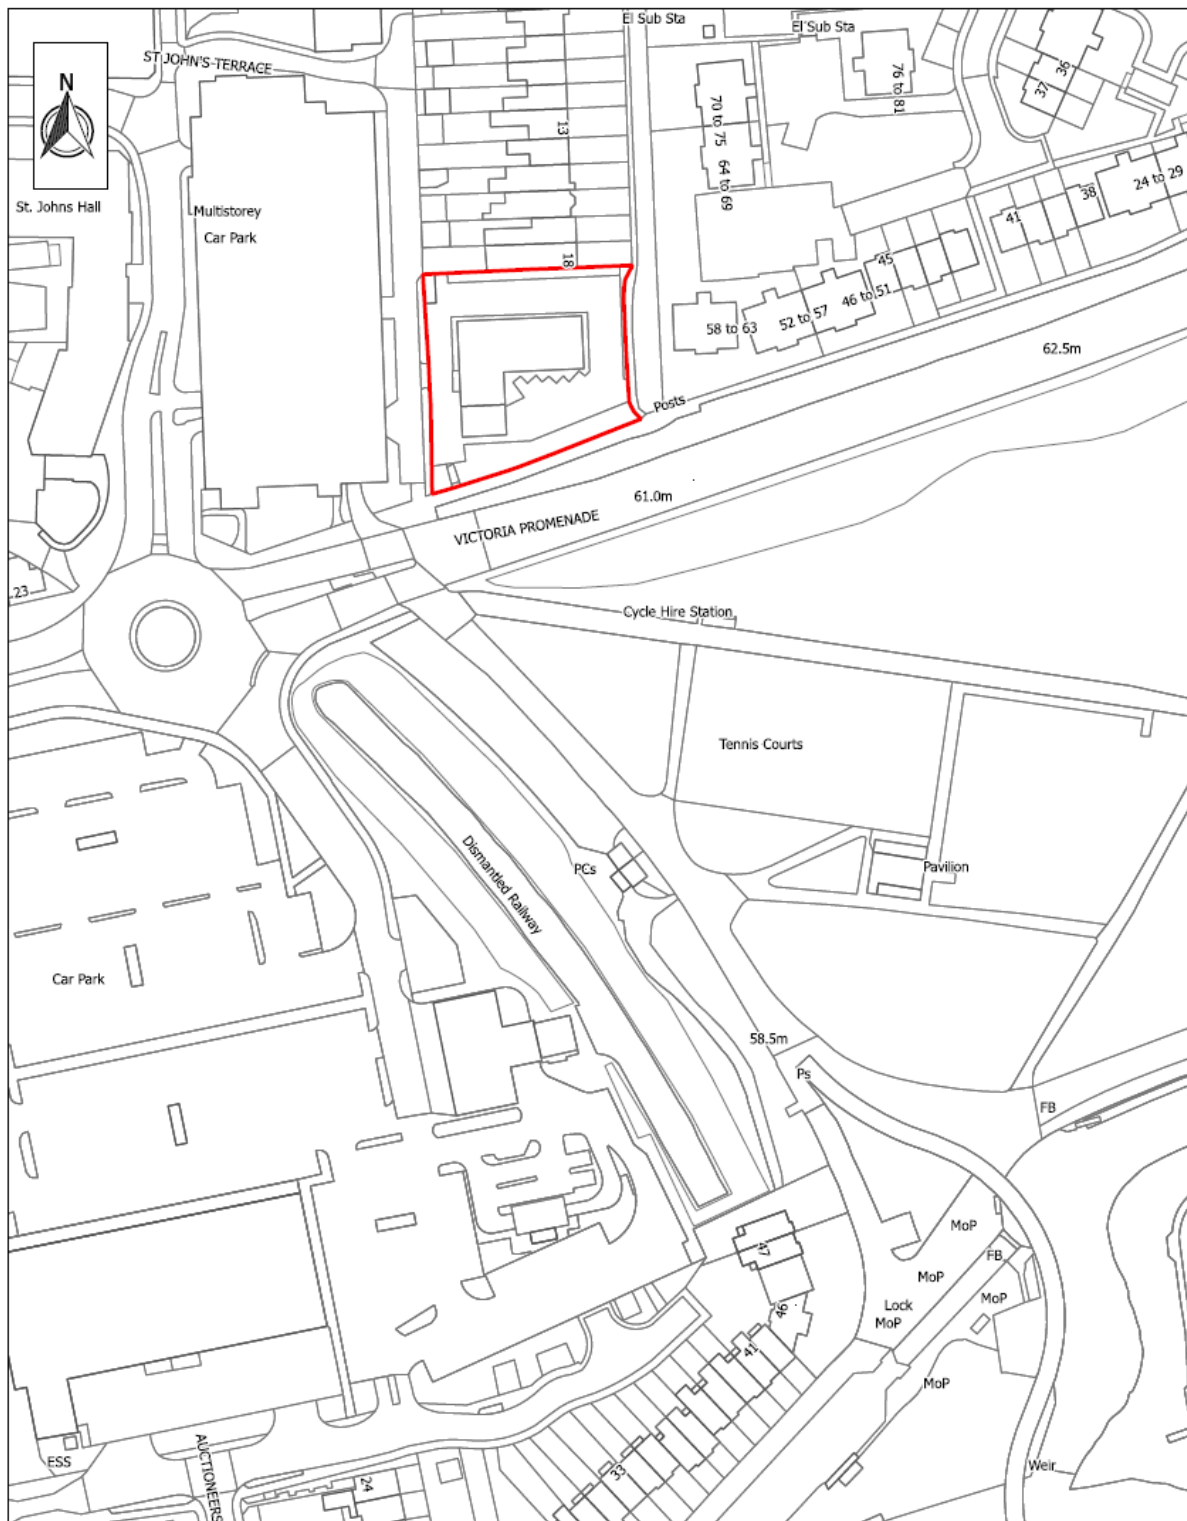 El Sub Sta
El Sub Sta
ST JOHN'S TERRACE
N
36
37
76 to 81
70 to 75
13
64 to 69
24 to 29
38
St. Johns Hall
Multistorey
Car Park
41
18
45
46 to 51
52 to 57
58 to 63
62.5m
Posts
61.0m
VICTORIA PROMENADE
23
Cycle Hire Station
Tennis Courts
Dismantled Railway
PCs
Pavilion
Car Park
58.5m
Ps
FB
MoP
47
FB
MoP
MoP
Lock
MoP
46
41
MoP
AUCTIONEERS
ESS
33
24
Weir